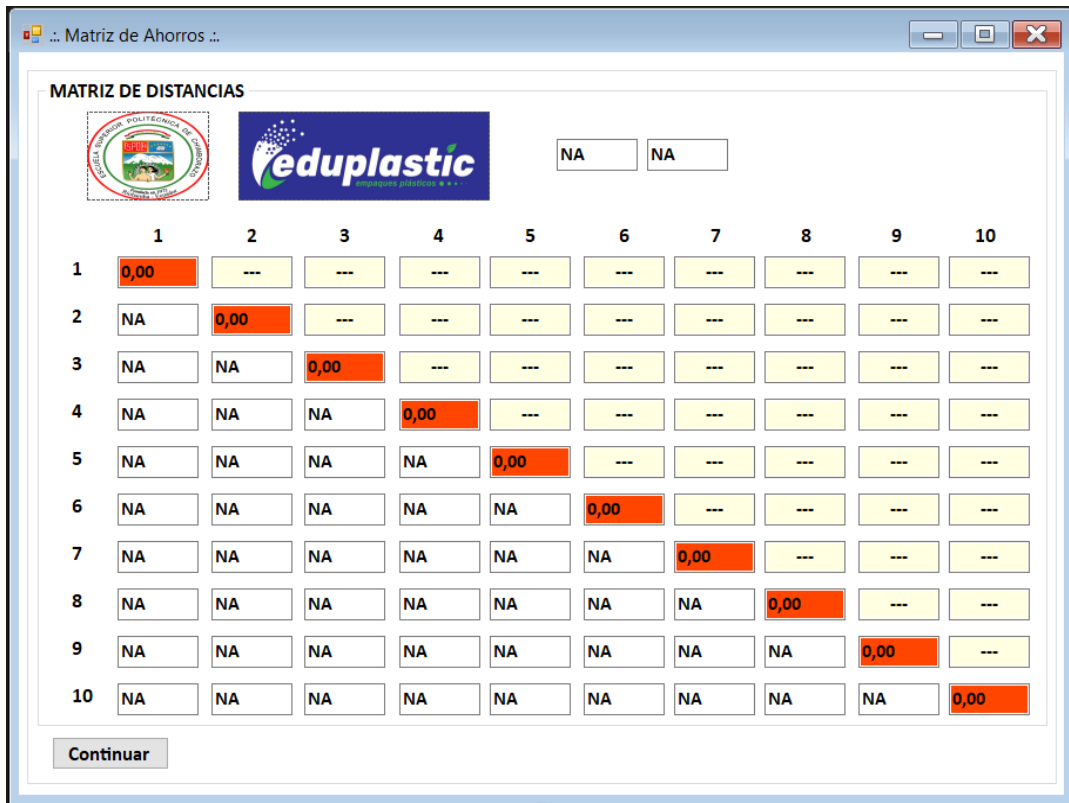 .:. Matriz de Ahorros .:.
MATRIZ DE DISTANCIAS
ESCUELA SUPERIOR POLITECNICA DE CHIMBORAZO
eduplastic
empaques plásticos
NA NA
1 2 3 4 5 6 7 8 9 10
1 0,00 --- --- --- --- --- --- --- --- ---
2 NA 0,00 --- --- --- --- --- --- --- ---
3 NA NA 0,00 --- --- --- --- --- --- ---
4 NA NA NA 0,00 --- --- --- --- --- ---
5 NA NA NA NA 0,00 --- --- --- --- ---
6 NA NA NA NA NA 0,00 --- --- --- ---
7 NA NA NA NA NA NA 0,00 --- --- ---
8 NA NA NA NA NA NA NA 0,00 --- ---
9 NA NA NA NA NA NA NA NA 0,00 ---
10 NA NA NA NA NA NA NA NA NA 0,00
Continuar